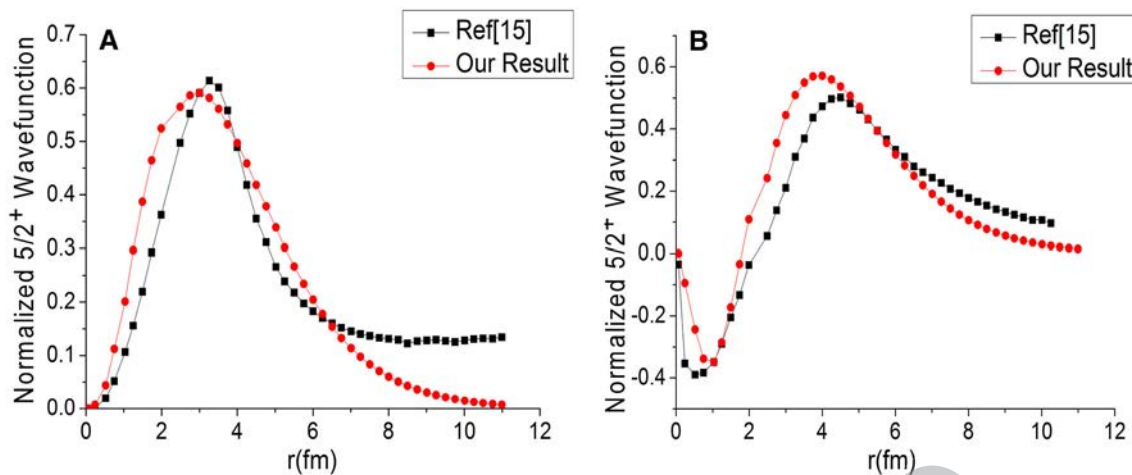 A
Ref[15]
Our Result
Normalized 5/2+ Wavefunction
0.7
0.6
0.5
0.4
0.3
0.2
0.1
0.0
0 2 4 6 8 10 12
r(fm)
B
Ref[15]
Our Result
Normalized 5/2+ Wavefunction
0.6
0.4
0.2
0.0
-0.2
-0.4
0 2 4 6 8 10 12
r(fm)